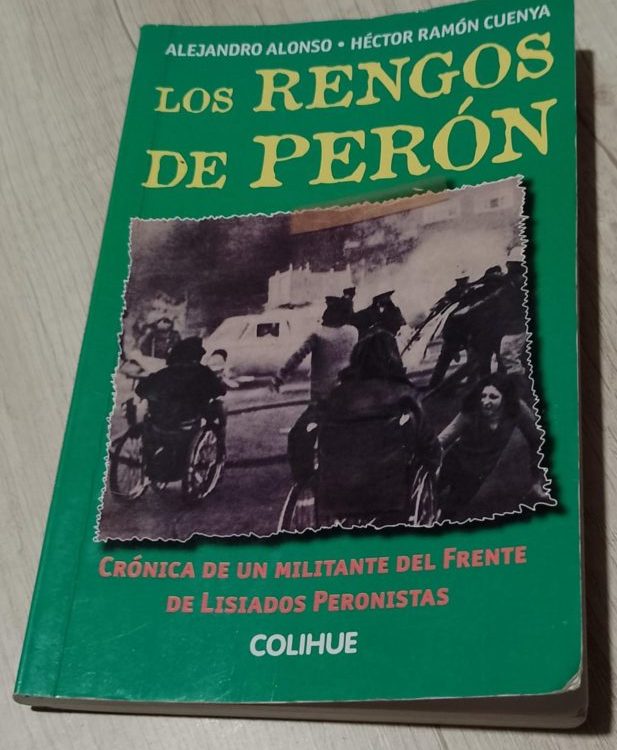 ALEJANDRO ALONSO • HÉCTOR RAMÓN CUENYA
LOS RENGOS
DE PERÓN
CRÓNICA DE UN MILITANTE DEL FRENTE
DE LISIADOS PERONISTAS
COLIHUE